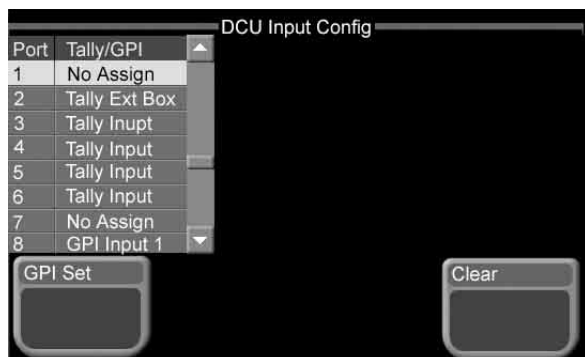 DCU Input Config
Port Tally/GPI
1 No Assign
2 Tally Ext Box
3 Tally Inupt
4 Tally Input
5 Tally Input
6 Tally Input
7 No Assign
8 GPI Input 1
GPI Set Clear